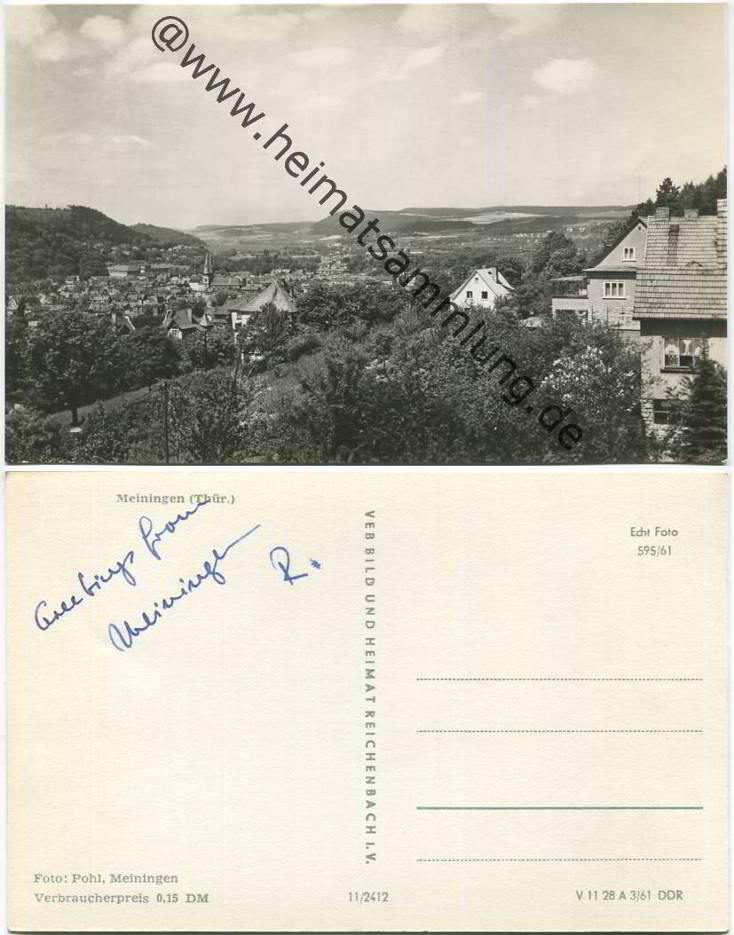 @www.heimatsammlung.de
Meiningen (Thür.)
Greetings from
Meiningen
R.
VEB BILD UND HEIMAT REICHENBACH I. V.
Echt Foto
595/61
Foto: Pohl, Meiningen
Verbraucherpreis 0,15 DM
11/2412
V 11 28 A 3/61 DDR